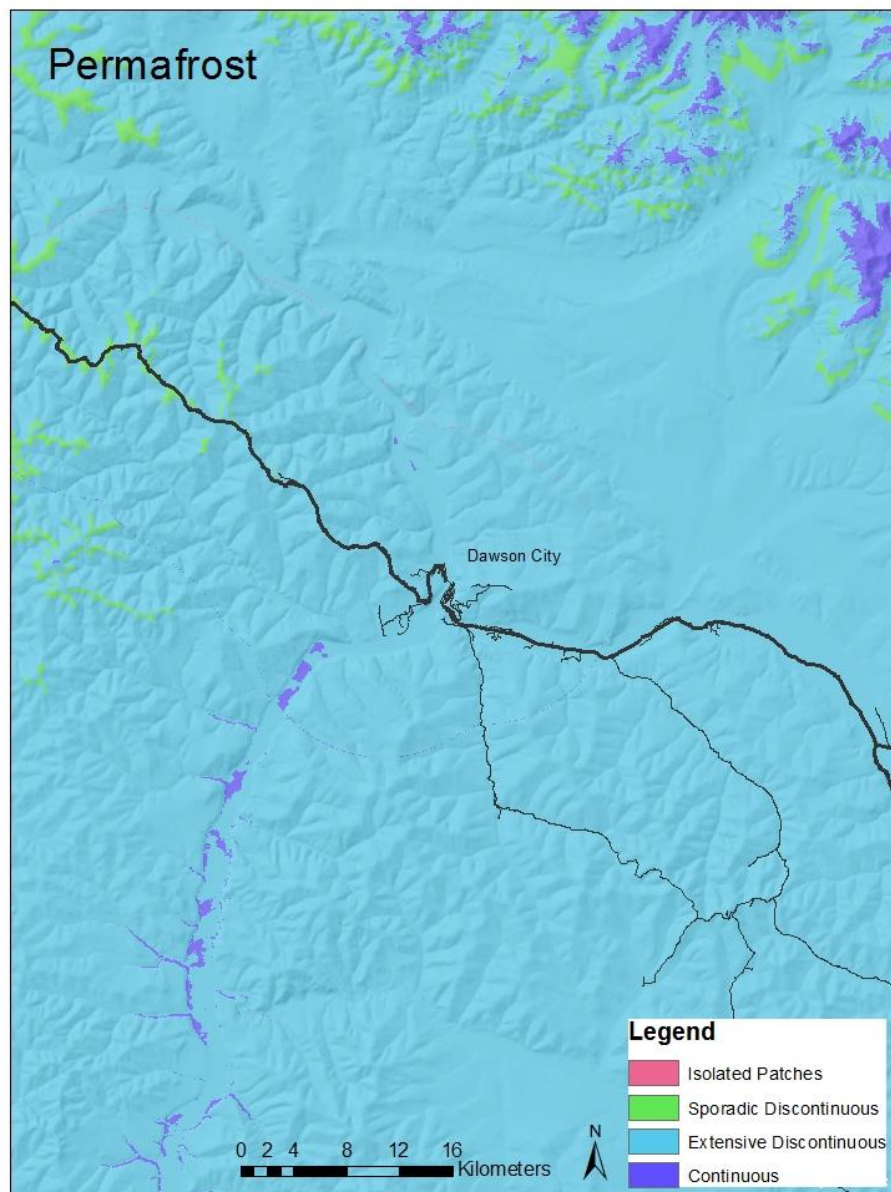 Permafrost
Dawson City
Legend
Isolated Patches
Sporadic Discontinuous
Extensive Discontinuous
Continuous
N
0 2 4 8 12 16
Kilometers